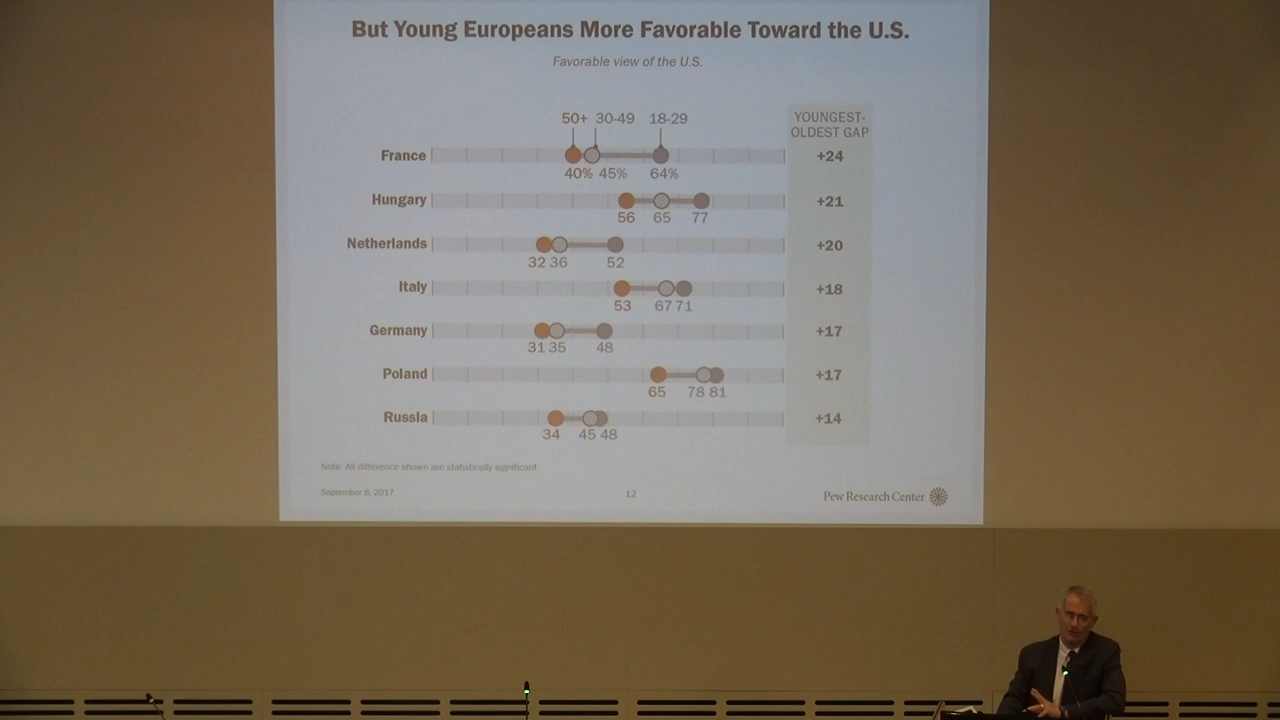 But Young Europeans More Favorable Toward the U.S.
Favorable view of the U.S.
50+ 30-49 18-29
YOUNGEST-
OLDEST GAP
France +24
40% 45% 64%
Hungary +21
56 65 77
Netherlands +20
32 36 52
Italy +18
53 67 71
Germany +17
31 35 48
Poland +17
65 78 81
Russia +14
34 45 48
Note: All difference shown are statistically significant.
September 8, 2017 12 Pew Research Center